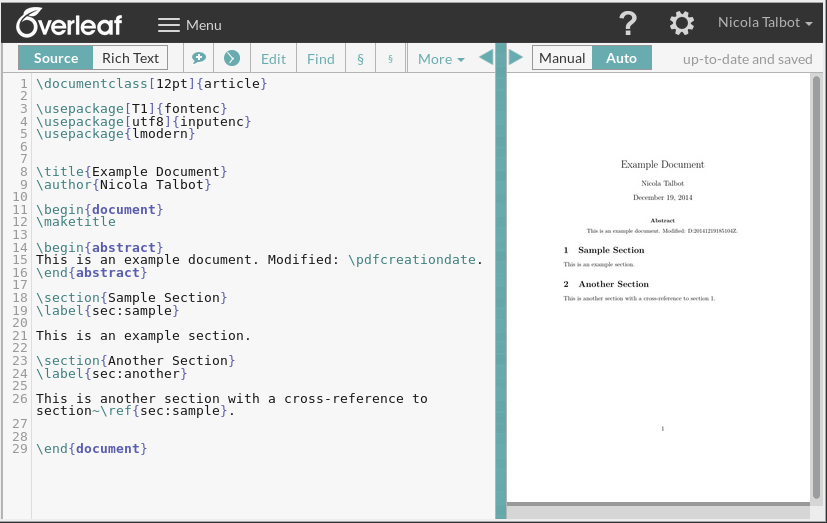 Overleaf Menu ? Nicola Talbot
Source Rich Text Edit Find § § More Manual Auto up-to-date and saved
1 \documentclass[12pt]{article}
2
3 \usepackage[T1]{fontenc}
4 \usepackage[utf8]{inputenc}
5 \usepackage{lmodern}
6
7
8 \title{Example Document}
9 \author{Nicola Talbot}
10
11 \begin{document}
12 \maketitle
13
14 \begin{abstract}
15 This is an example document. Modified: \pdfcreationdate.
16 \end{abstract}
17
18 \section{Sample Section}
19 \label{sec:sample}
20
21 This is an example section.
22
23 \section{Another Section}
24 \label{sec:another}
25
26 This is another section with a cross-reference to
section~\ref{sec:sample}.
27
28
29 \end{document}
Example Document
Nicola Talbot
December 19, 2014
Abstract
This is an example document. Modified: D:20141219195104Z.
1 Sample Section
This is an example section.
2 Another Section
This is another section with a cross-reference to section 1.
1